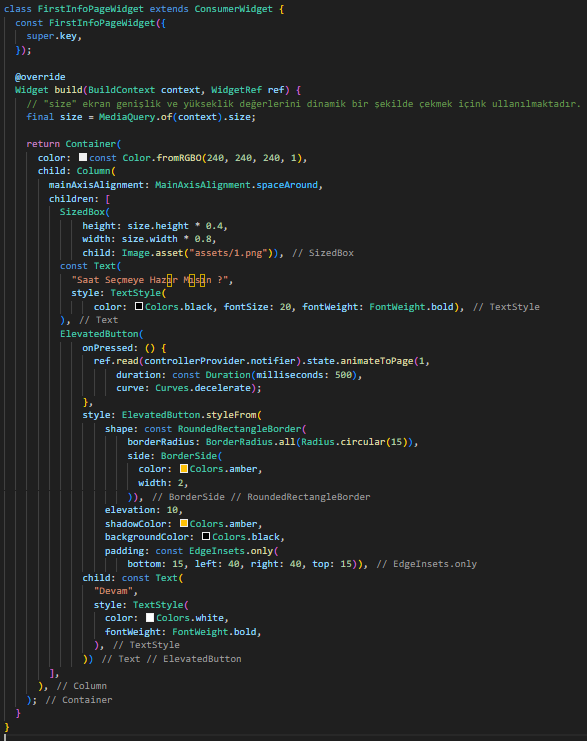 class FirstInfoPageWidget extends ConsumerWidget {
  const FirstInfoPageWidget({
    super.key,
  });

  @override
  Widget build(BuildContext context, WidgetRef ref) {
    // "size" ekran genişlik ve yükseklik değerlerini dinamik bir şekilde çekmek içink ullanılmaktadır.
    final size = MediaQuery.of(context).size;

    return Container(
      color: const Color.fromRGBO(240, 240, 240, 1),
      child: Column(
        mainAxisAlignment: MainAxisAlignment.spaceAround,
        children: [
          SizedBox(
              height: size.height * 0.4,
              width: size.width * 0.8,
              child: Image.asset("assets/1.png")), // SizedBox
          const Text(
            "Saat Seçmeye Hazır Mısın ?",
            style: TextStyle(
                color: Colors.black, fontSize: 20, fontWeight: FontWeight.bold), // TextStyle
          ), // Text
          ElevatedButton(
              onPressed: () {
                ref.read(controllerProvider.notifier).state.animateToPage(1,
                    duration: const Duration(milliseconds: 500),
                    curve: Curves.decelerate);
              },
              style: ElevatedButton.styleFrom(
                  shape: const RoundedRectangleBorder(
                      borderRadius: BorderRadius.all(Radius.circular(15)),
                      side: BorderSide(
                        color: Colors.amber,
                        width: 2,
                      )), // BorderSide // RoundedRectangleBorder
                  elevation: 10,
                  shadowColor: Colors.amber,
                  backgroundColor: Colors.black,
                  padding: const EdgeInsets.only(
                      bottom: 15, left: 40, right: 40, top: 15)), // EdgeInsets.only
              child: const Text(
                "Devam",
                style: TextStyle(
                  color: Colors.white,
                  fontWeight: FontWeight.bold,
                ), // TextStyle
              )) // Text // ElevatedButton
        ],
      ), // Column
    ); // Container
  }
}